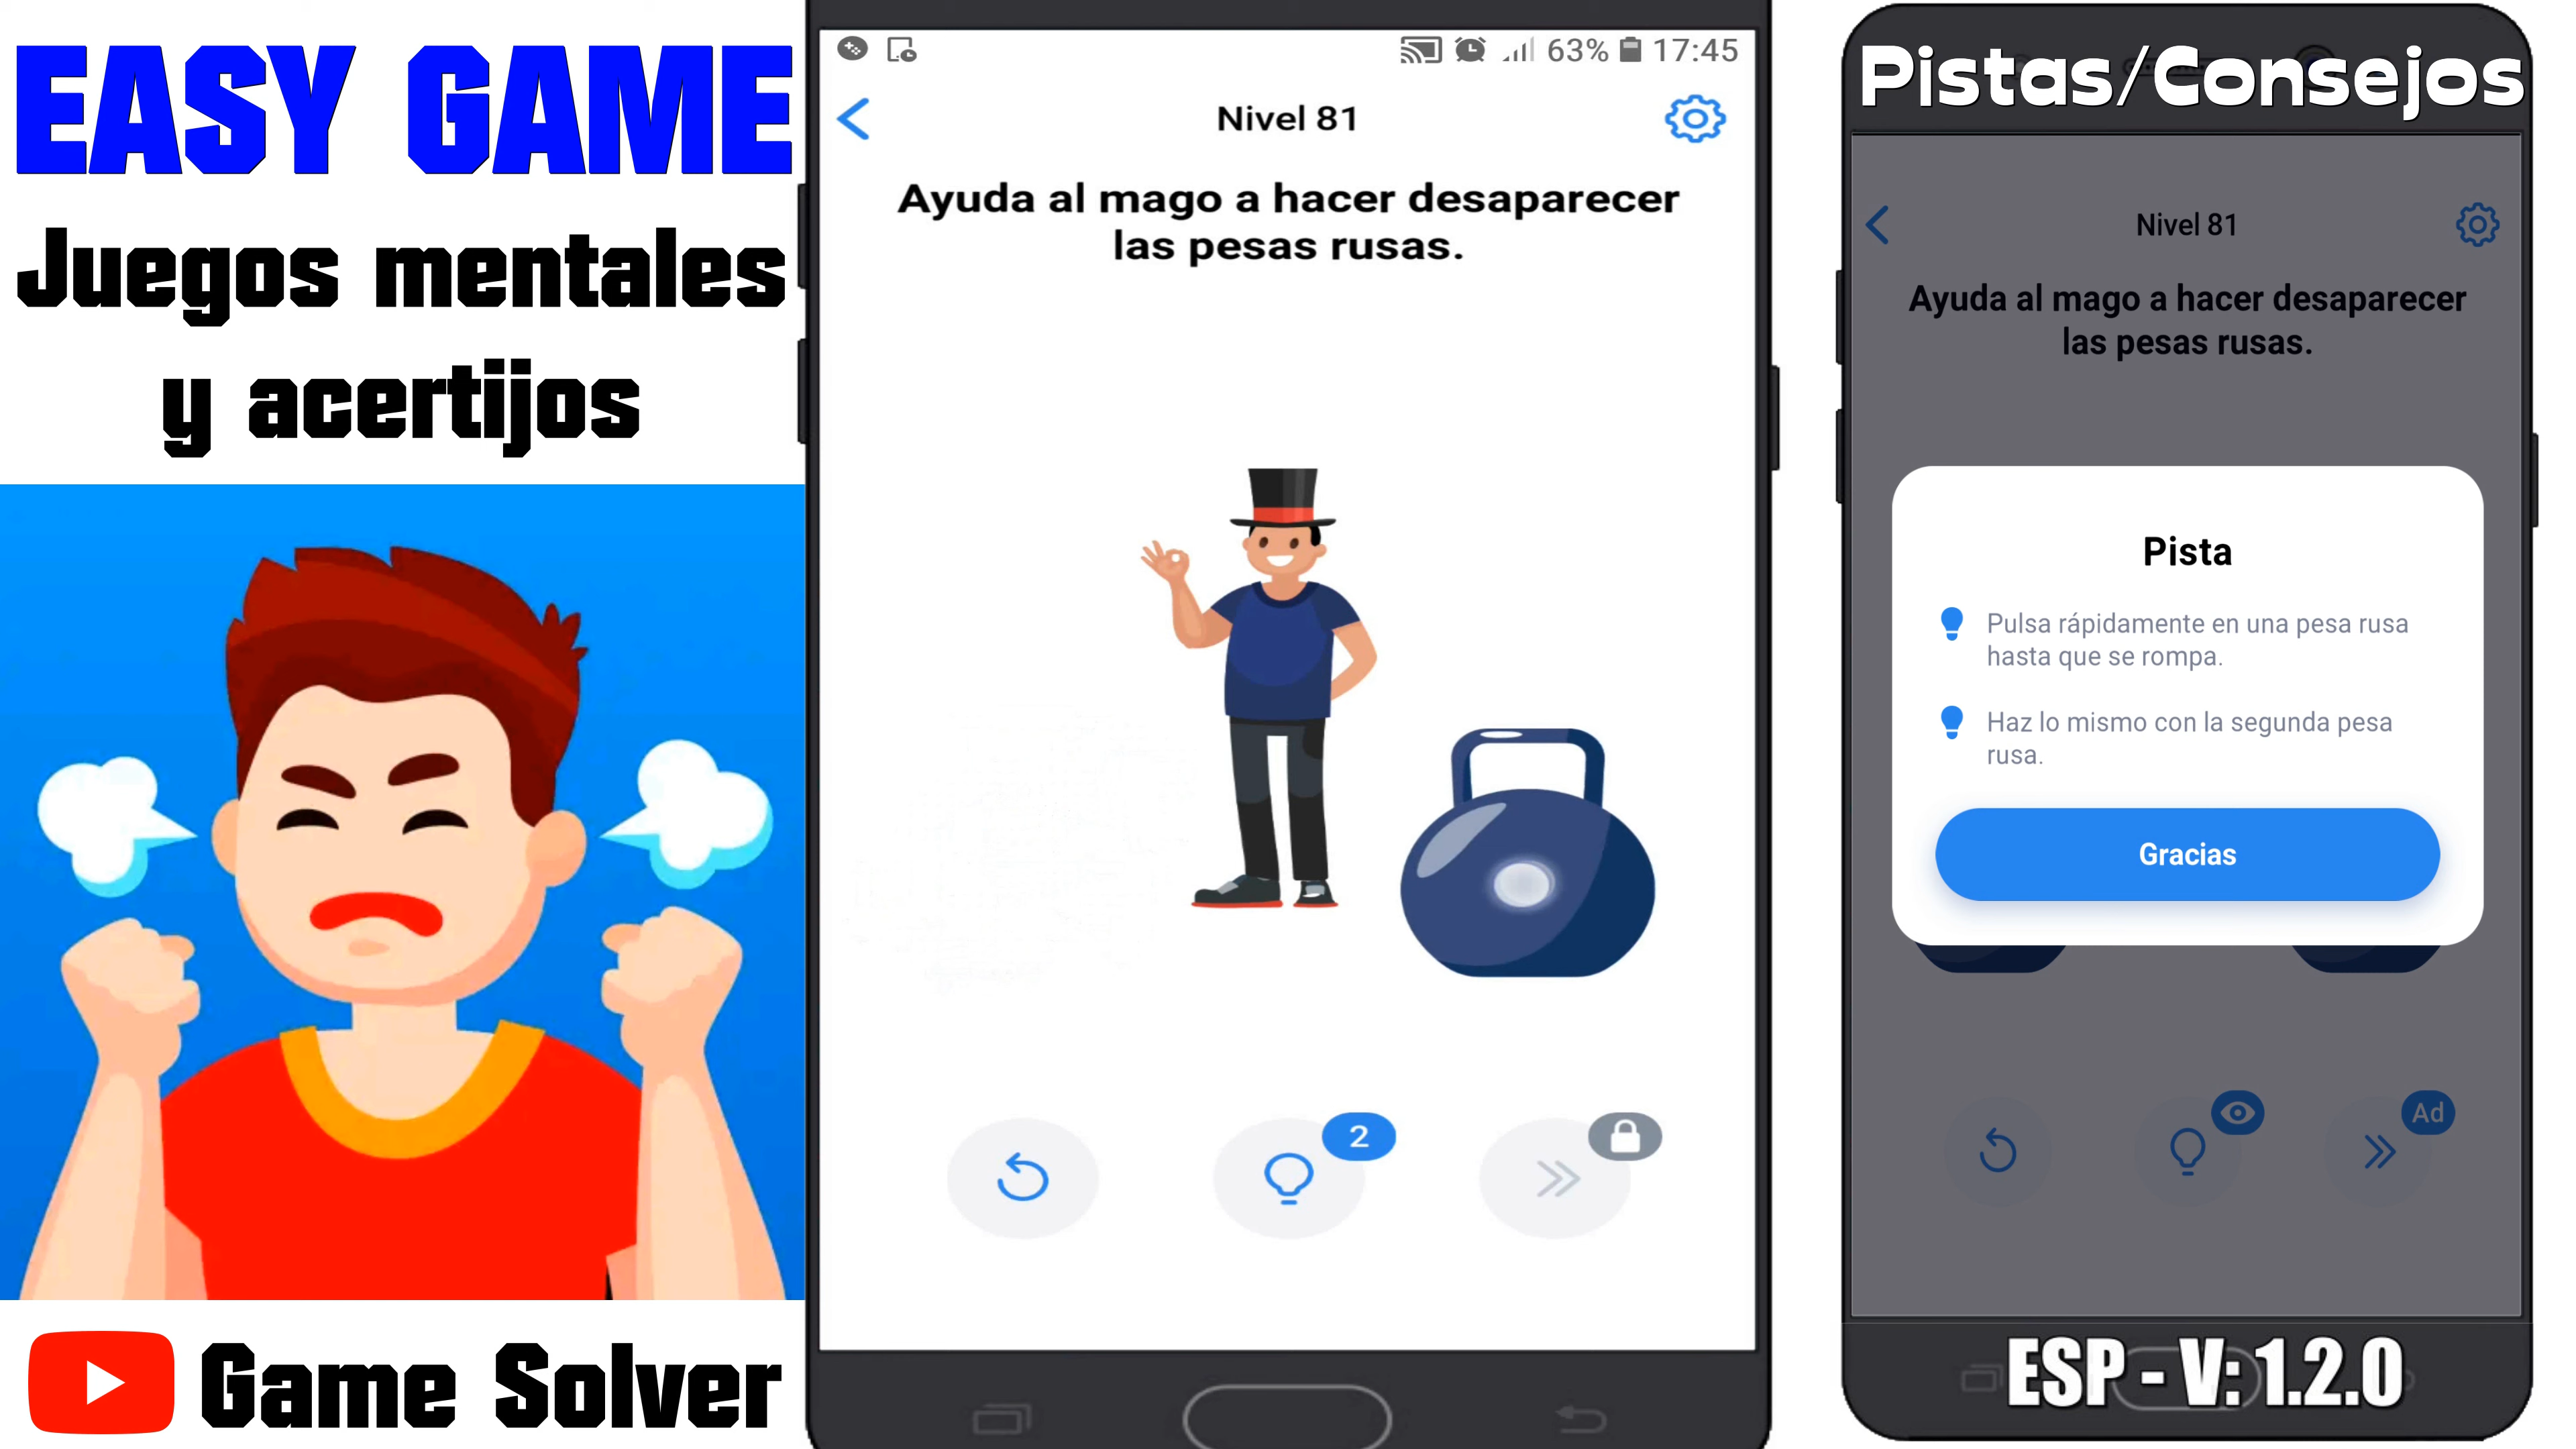 EASY GAME
Juegos mentales
y acertijos
Game Solver
63% 17:45
Nivel 81
Ayuda al mago a hacer desaparecer
las pesas rusas.
2
Pistas/Consejos
Nivel 81
Ayuda al mago a hacer desaparecer
las pesas rusas.
Pista
Pulsa rápidamente en una pesa rusa
hasta que se rompa.
Haz lo mismo con la segunda pesa
rusa.
Gracias
Ad
ESP - V: 1.2.0